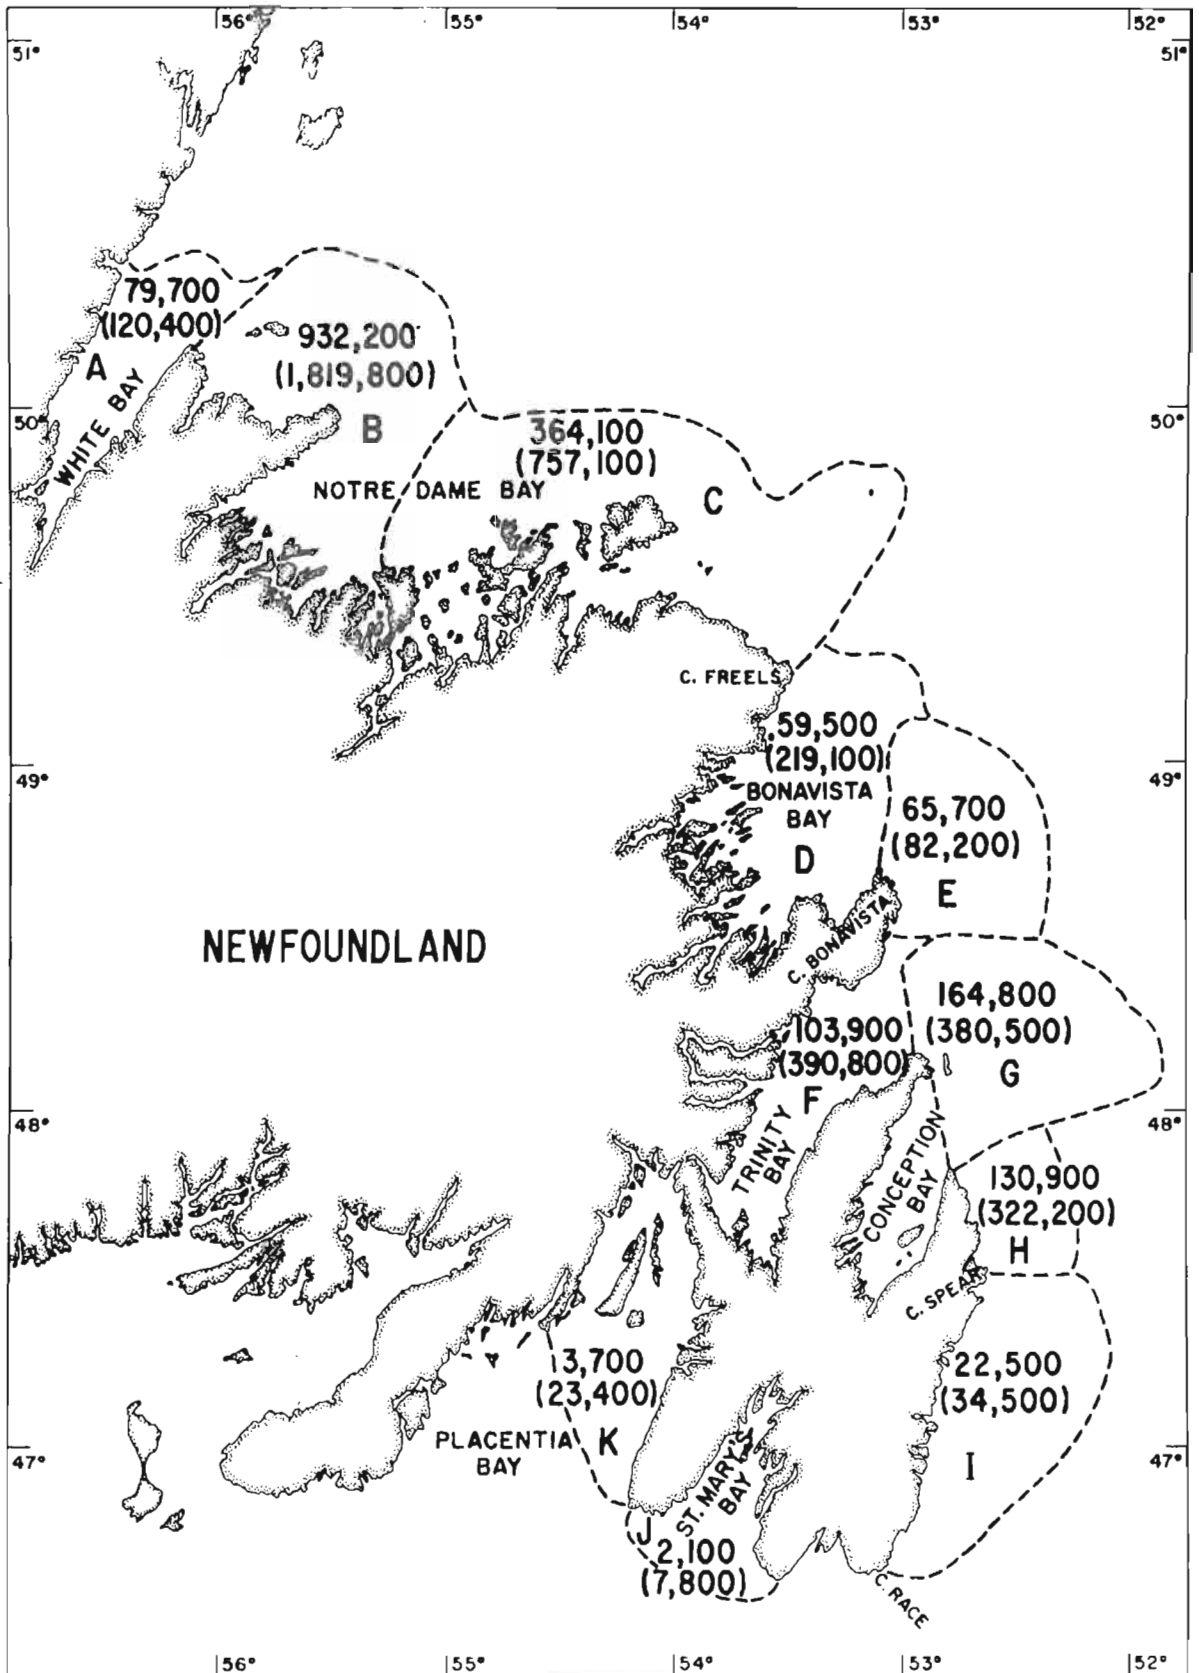 56° 55° 54° 53° 52°
51° 51°
79,700
(120,400)
A
WHITE BAY
932,200
(1,819,800)
B
50° 50°
364,100
(757,100)
NOTRE DAME BAY
C
C. FREELS
59,500
(219,100)
49° 49°
BONAVISTA
BAY
D
65,700
(82,200)
E
C. BONAVISTA
NEWFOUNDLAND
164,800
(380,500)
G
103,900
(390,800)
F
48° 48°
TRINITY
BAY
CONCEPTION
BAY
130,900
(322,200)
H
C. SPEAR
3,700
(23,400)
K
22,500
(34,500)
I
PLACENTIA
BAY
47° 47°
ST. MARY'S
BAY
J
2,100
(7,800)
C. RACE
56° 55° 54° 53° 52°